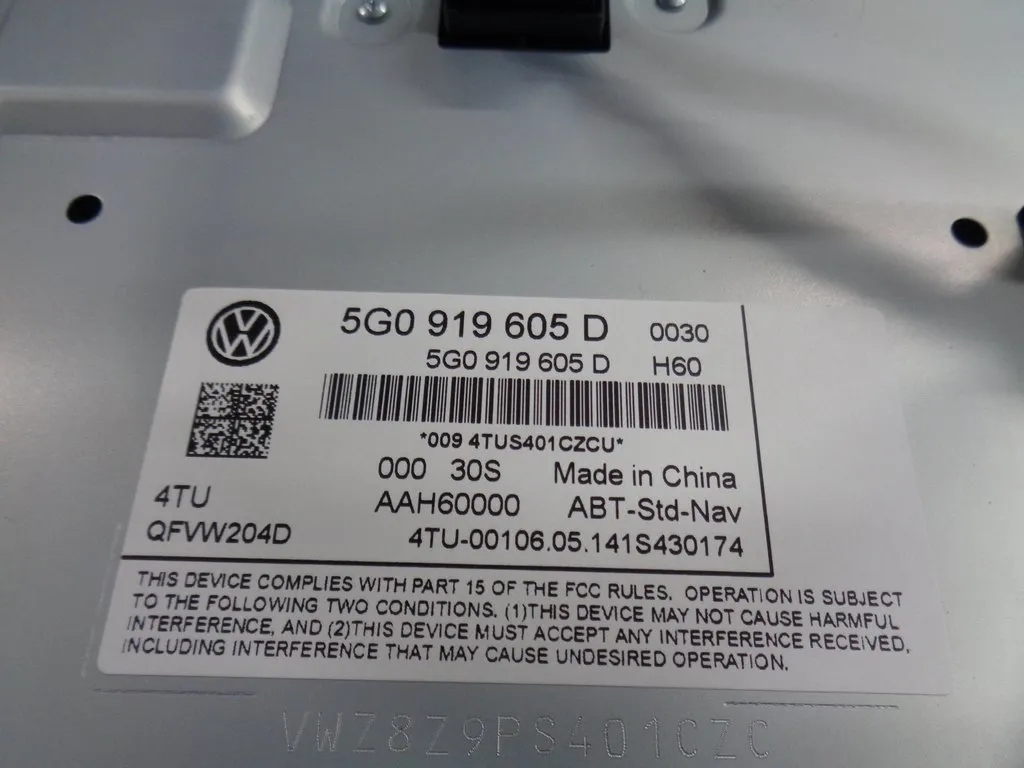 5G0 919 605 D 0030
5G0 919 605 D H60
*009 4TUS401CZCU*
000 30S Made in China
4TU AAH60000 ABT-Std-Nav
QFVW204D 4TU-00106.05.141S430174
THIS DEVICE COMPLIES WITH PART 15 OF THE FCC RULES. OPERATION IS SUBJECT
TO THE FOLLOWING TWO CONDITIONS. (1)THIS DEVICE MAY NOT CAUSE HARMFUL
INTERFERENCE, AND (2)THIS DEVICE MUST ACCEPT ANY INTERFERENCE RECEIVED,
INCLUDING INTERFERENCE THAT MAY CAUSE UNDESIRED OPERATION.
VWZ8Z9PS401CZC